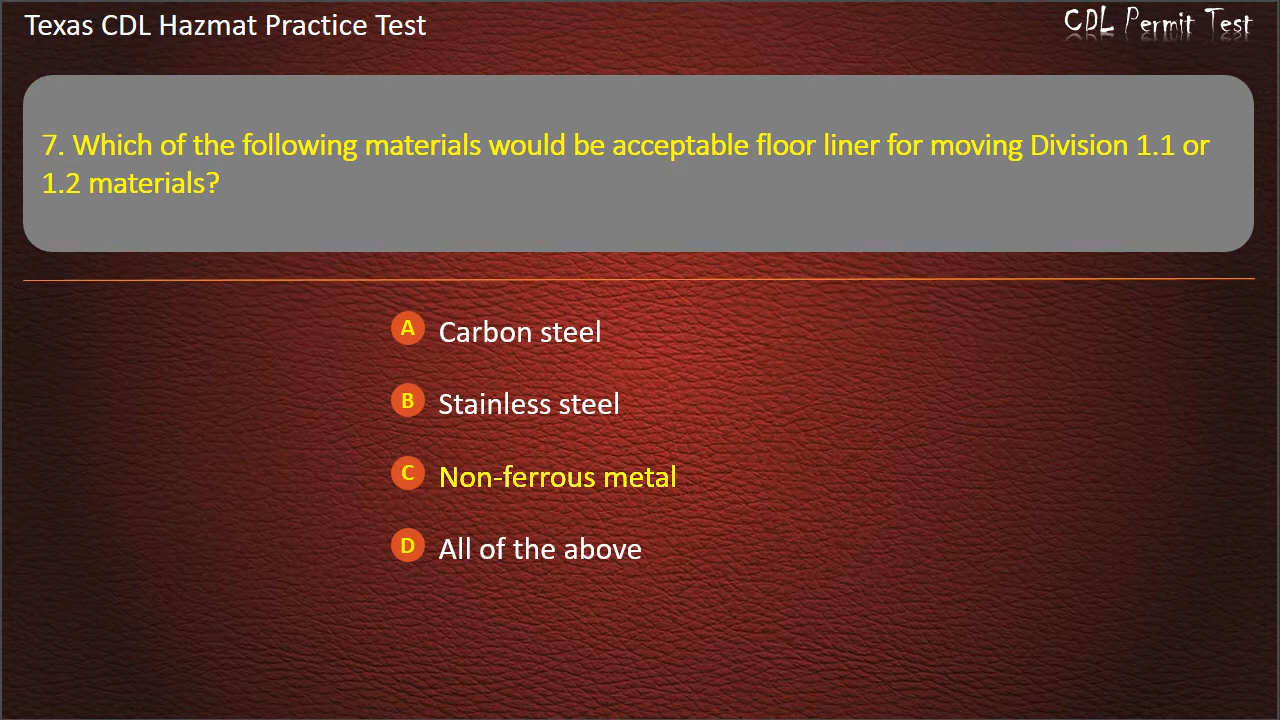 Texas CDL Hazmat Practice Test
CDL Permit Test
7. Which of the following materials would be acceptable floor liner for moving Division 1.1 or
1.2 materials?
A Carbon steel
B Stainless steel
C Non-ferrous metal
D All of the above